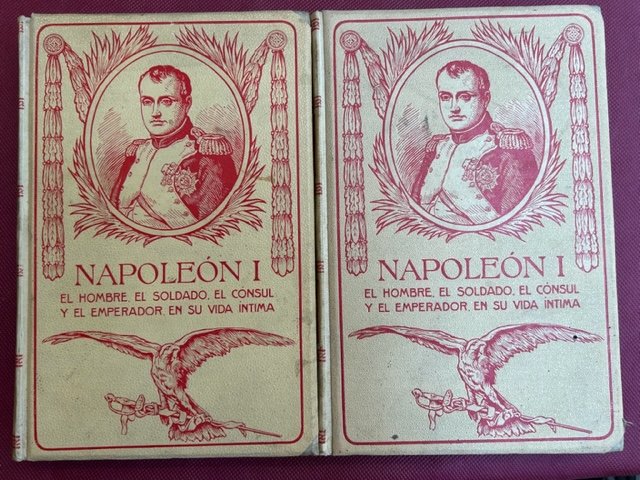 NAPOLEÓN I
EL HOMBRE, EL SOLDADO, EL CÓNSUL
Y EL EMPERADOR, EN SU VIDA ÍNTIMA
NAPOLEÓN I
EL HOMBRE, EL SOLDADO, EL CÓNSUL
Y EL EMPERADOR, EN SU VIDA ÍNTIMA